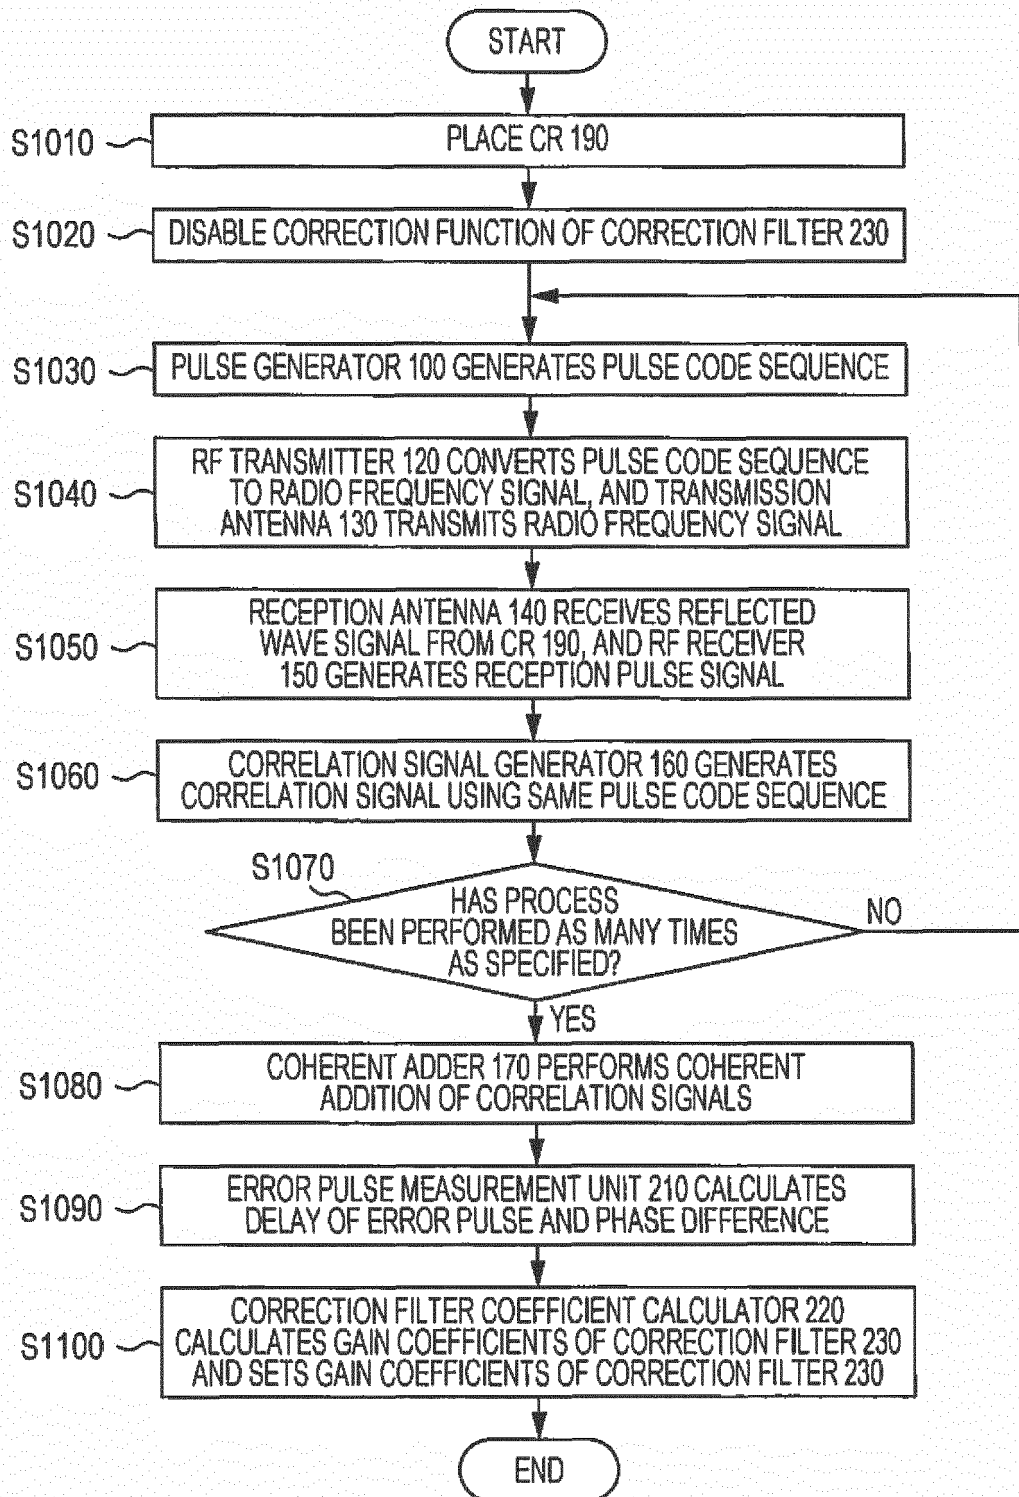 START
S1010
PLACE CR 190
S1020
DISABLE CORRECTION FUNCTION OF CORRECTION FILTER 230
S1030
PULSE GENERATOR 100 GENERATES PULSE CODE SEQUENCE
S1040
RF TRANSMITTER 120 CONVERTS PULSE CODE SEQUENCE
TO RADIO FREQUENCY SIGNAL, AND TRANSMISSION
ANTENNA 130 TRANSMITS RADIO FREQUENCY SIGNAL
S1050
RECEPTION ANTENNA 140 RECEIVES REFLECTED
WAVE SIGNAL FROM CR 190, AND RF RECEIVER
150 GENERATES RECEPTION PULSE SIGNAL
S1060
CORRELATION SIGNAL GENERATOR 160 GENERATES
CORRELATION SIGNAL USING SAME PULSE CODE SEQUENCE
S1070
HAS PROCESS
BEEN PERFORMED AS MANY TIMES
AS SPECIFIED?
NO
YES
S1080
COHERENT ADDER 170 PERFORMS COHERENT
ADDITION OF CORRELATION SIGNALS
S1090
ERROR PULSE MEASUREMENT UNIT 210 CALCULATES
DELAY OF ERROR PULSE AND PHASE DIFFERENCE
S1100
CORRECTION FILTER COEFFICIENT CALCULATOR 220
CALCULATES GAIN COEFFICIENTS OF CORRECTION FILTER 230
AND SETS GAIN COEFFICIENTS OF CORRECTION FILTER 230
END